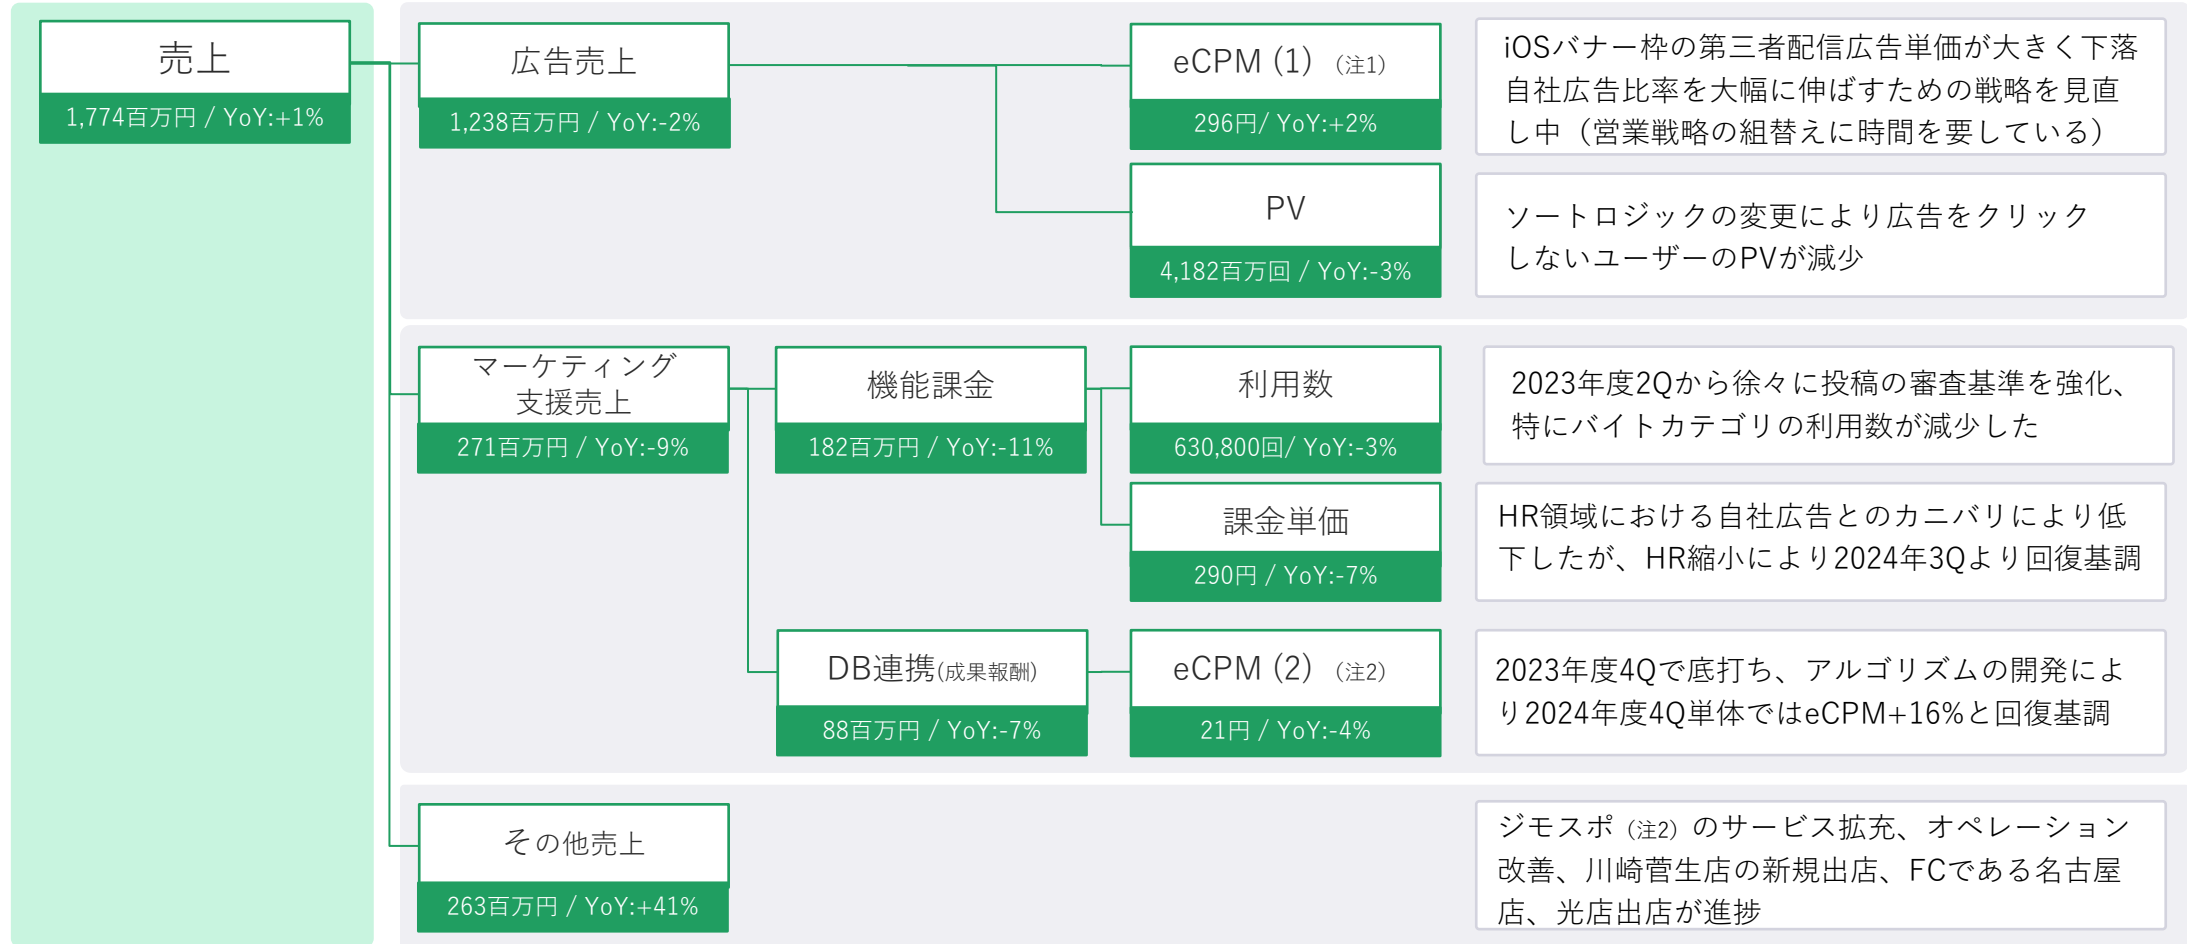 売上
1,774百万円 / YoY:+1%
広告売上
1,238百万円 / YoY:-2%
eCPM (1) （注1）
296円/ YoY:+2%
iOSバナー枠の第三者配信広告単価が大きく下落
自社広告比率を大幅に伸ばすための戦略を見直
し中（営業戦略の組替えに時間を要している）
PV
4,182百万回 / YoY:-3%
ソートロジックの変更により広告をクリック
しないユーザーのPVが減少
マーケティング
支援売上
271百万円 / YoY:-9%
機能課金
182百万円 / YoY:-11%
利用数
630,800回/ YoY:-3%
2023年度2Qから徐々に投稿の審査基準を強化、
特にバイトカテゴリの利用数が減少した
課金単価
290円 / YoY:-7%
HR領域における自社広告とのカニバリにより低
下したが、HR縮小により2024年3Qより回復基調
DB連携(成果報酬)
88百万円 / YoY:-7%
eCPM (2) （注2）
21円 / YoY:-4%
2023年度4Qで底打ち、アルゴリズムの開発によ
り2024年度4Q単体ではeCPM+16%と回復基調
その他売上
263百万円 / YoY:+41%
ジモスポ（注2）のサービス拡充、オペレーション
改善、川崎菅生店の新規出店、FCである名古屋
店、光店出店が進捗